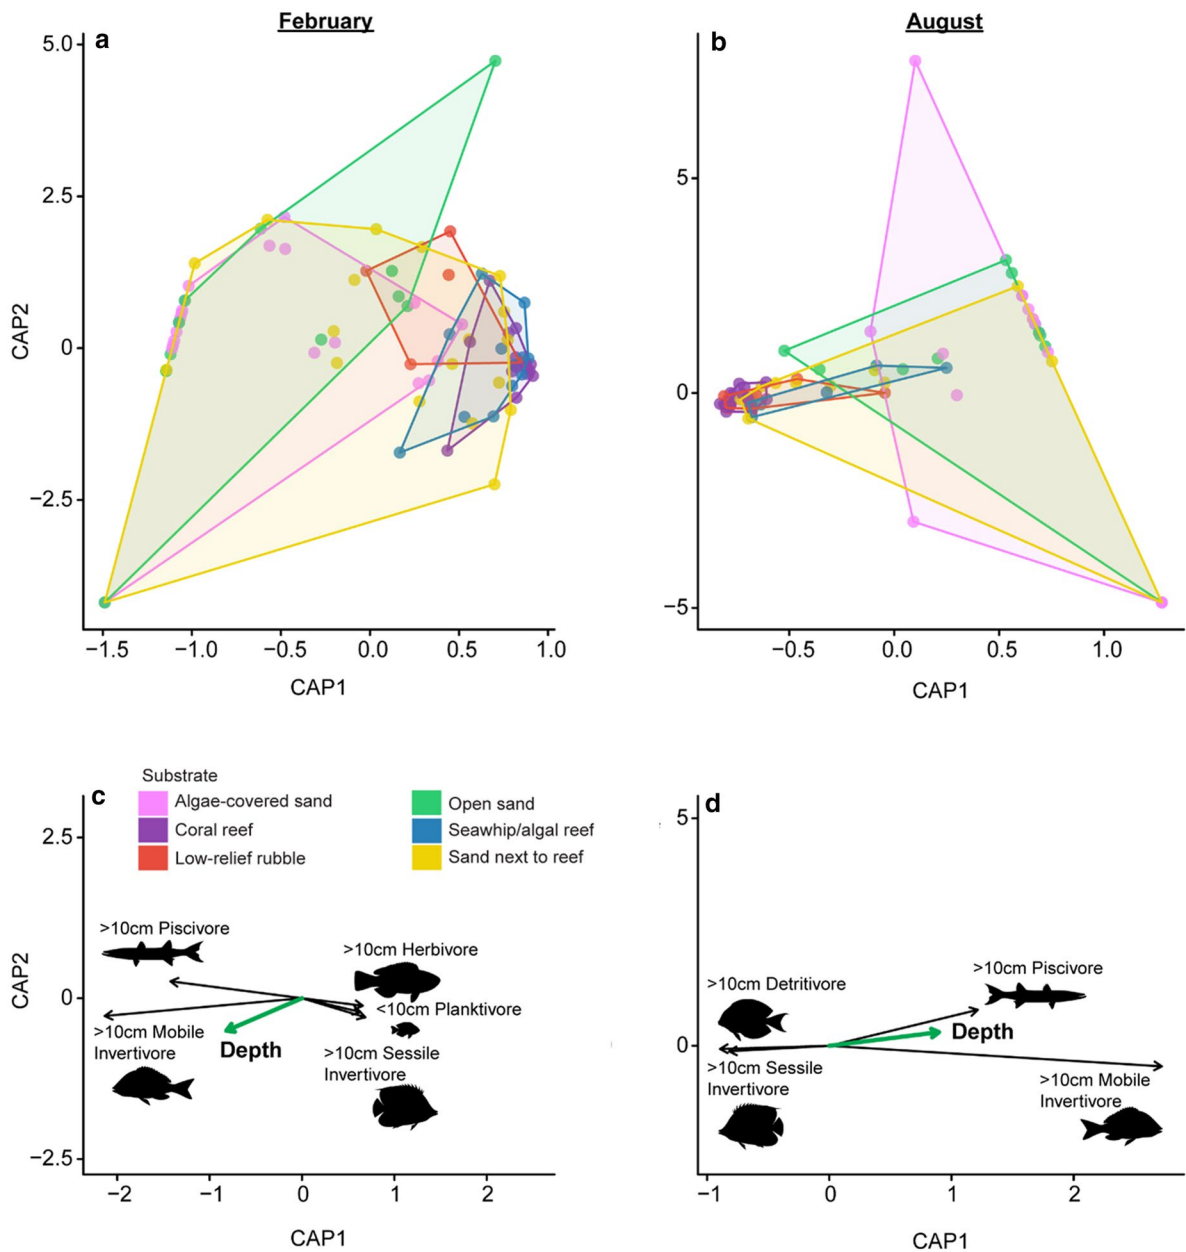 February
August
a
b
5.0
2.5
0
−2.5
CAP2
−1.5
−1.0
−0.5
0.0
0.5
1.0
CAP1
5
0
−5
−0.5
0.0
0.5
1.0
CAP1
c
d
Substrate
Algae-covered sand
Open sand
Coral reef
Seawhip/algal reef
Low-relief rubble
Sand next to reef
2.5
0
−2.5
CAP2
>10cm Piscivore
>10cm Herbivore
<10cm Planktivore
>10cm Mobile
Invertivore
Depth
>10cm Sessile
Invertivore
−2
−1
0
1
2
CAP1
5
0
>10cm Detritivore
>10cm Piscivore
Depth
>10cm Sessile
Invertivore
>10cm Mobile
Invertivore
−1
0
1
2
CAP1